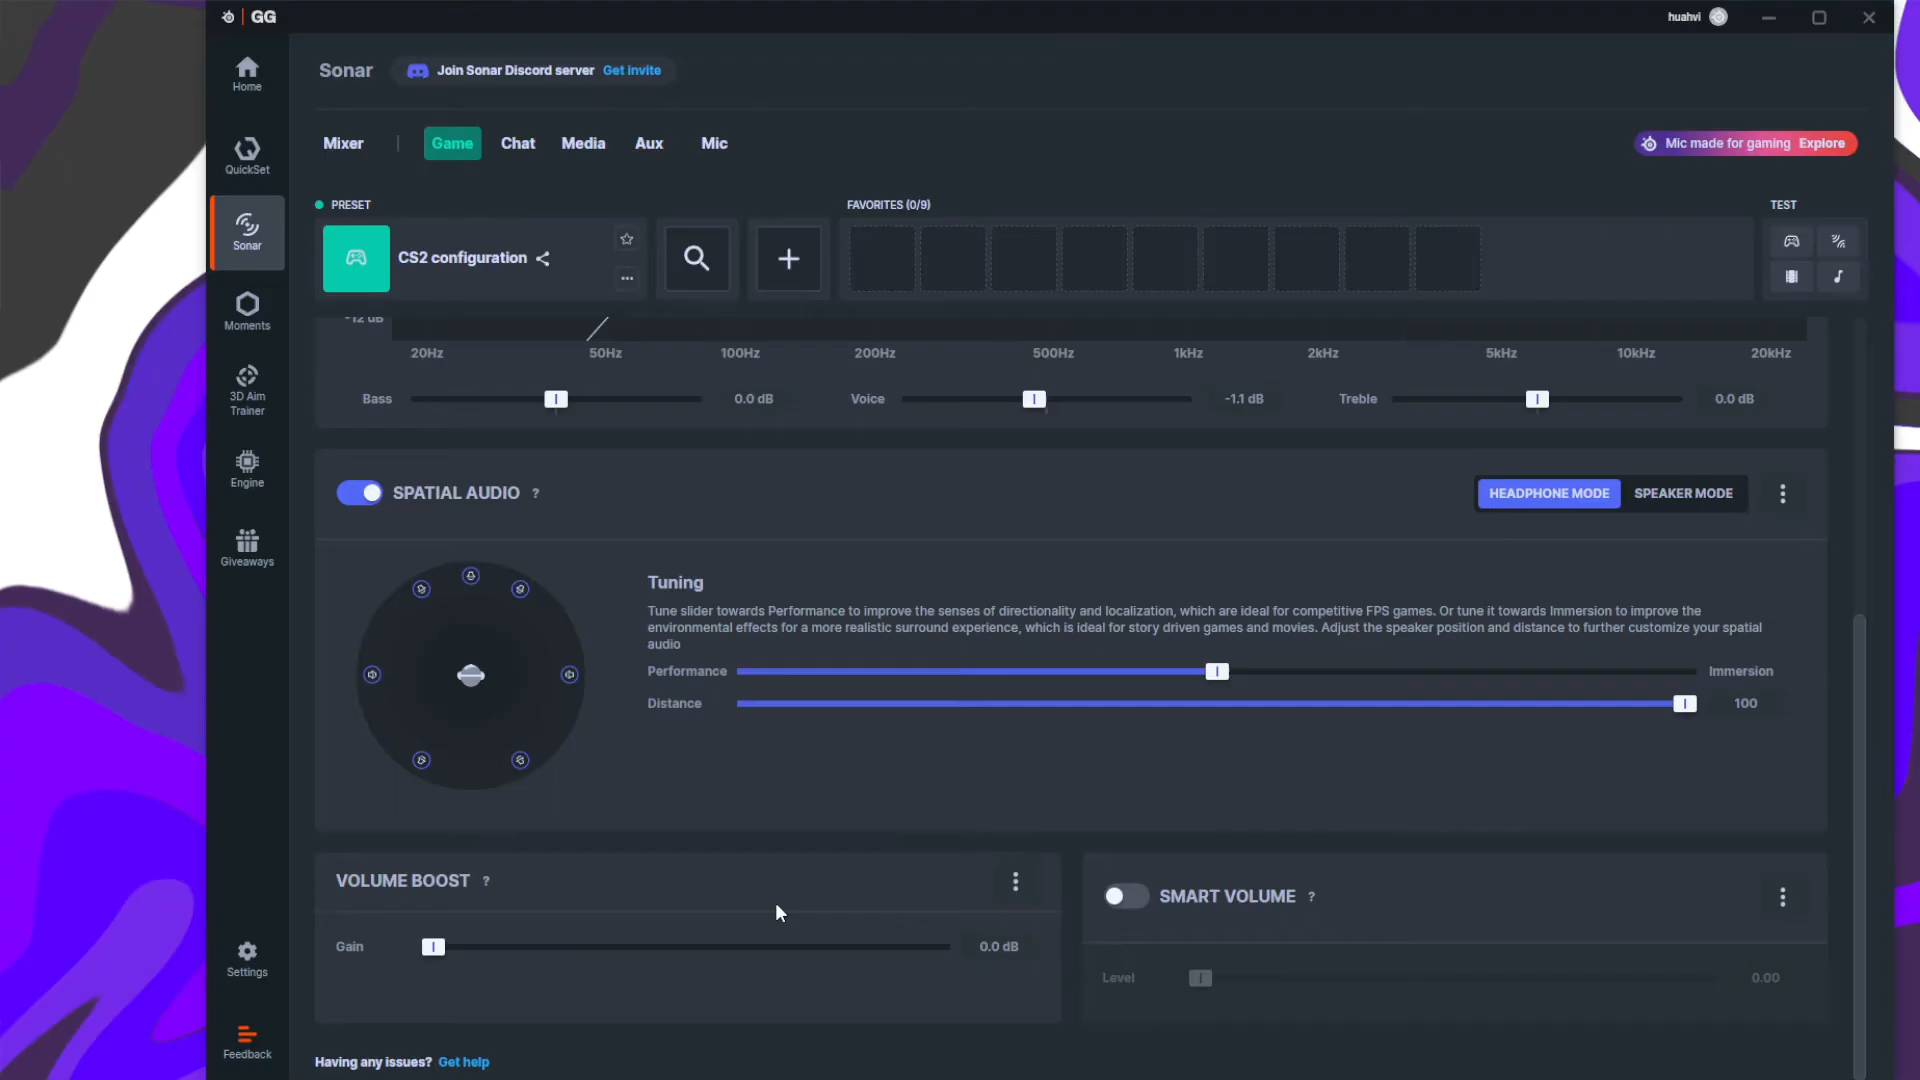 GG
huahvi
Home
QuickSet
Sonar
Moments
3D Aim
Trainer
Engine
Giveaways
Settings
Feedback
Sonar
Join Sonar Discord server Get invite
Mixer | Game Chat Media Aux Mic
Mic made for gaming Explore
PRESET
FAVORITES (0/9)
TEST
CS2 configuration
-12 dB
20Hz 50Hz 100Hz 200Hz 500Hz 1kHz 2kHz 5kHz 10kHz 20kHz
Bass 0.0 dB Voice -1.1 dB Treble 0.0 dB
SPATIAL AUDIO ?
HEADPHONE MODE SPEAKER MODE
Tuning
Tune slider towards Performance to improve the senses of directionality and localization, which are ideal for competitive FPS games. Or tune it towards Immersion to improve the
environmental effects for a more realistic surround experience, which is ideal for story driven games and movies. Adjust the speaker position and distance to further customize your spatial
audio
Performance Immersion
Distance 100
VOLUME BOOST ?
Gain 0.0 dB
SMART VOLUME ?
Level 0.00
Having any issues? Get help